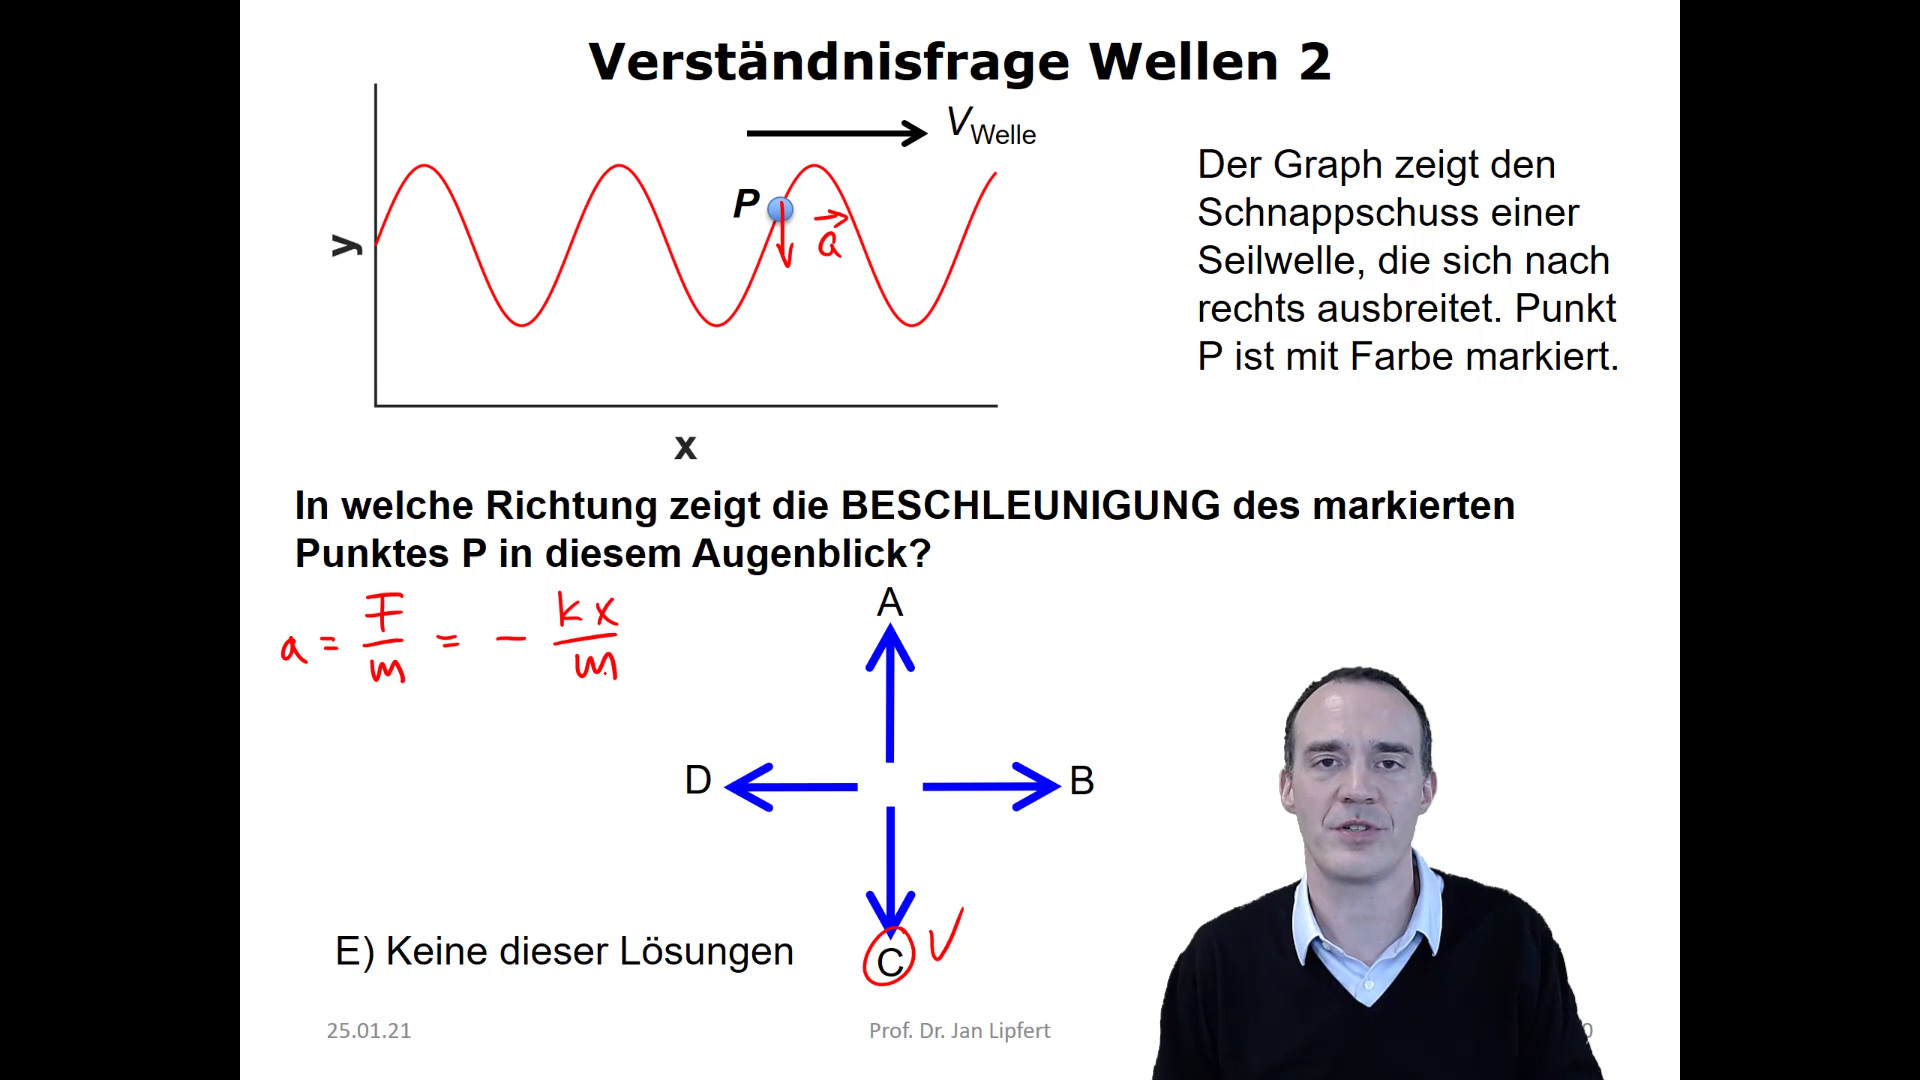 Verständnisfrage Wellen 2
V Welle
P
a
y
x
Der Graph zeigt den
Schnappschuss einer
Seilwelle, die sich nach
rechts ausbreitet. Punkt
P ist mit Farbe markiert.
In welche Richtung zeigt die BESCHLEUNIGUNG des markierten
Punktes P in diesem Augenblick?
a = F/m = - kx/m
A
D
B
C
E) Keine dieser Lösungen
25.01.21
Prof. Dr. Jan Lipfert